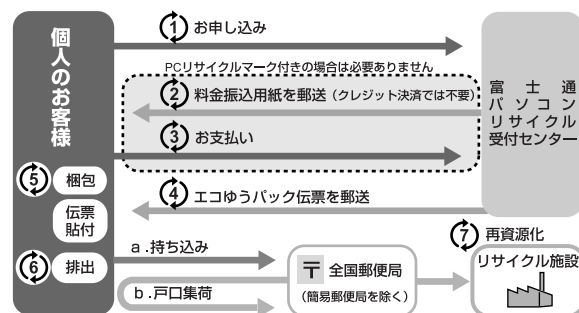 個人のお客様
① お申し込み
PCリサイクルマーク付きの場合は必要ありません
② 料金振込用紙を郵送（クレジット決済では不要）
③ お支払い
富士通
パソコン
リサイクル
受付センター
④ エコゆうパック伝票を郵送
⑤ 梱包
伝票
貼付
⑥ 排出
a.持ち込み
b.戸口集荷
〒 全国郵便局
（簡易郵便局を除く）
⑦ 再資源化
リサイクル施設